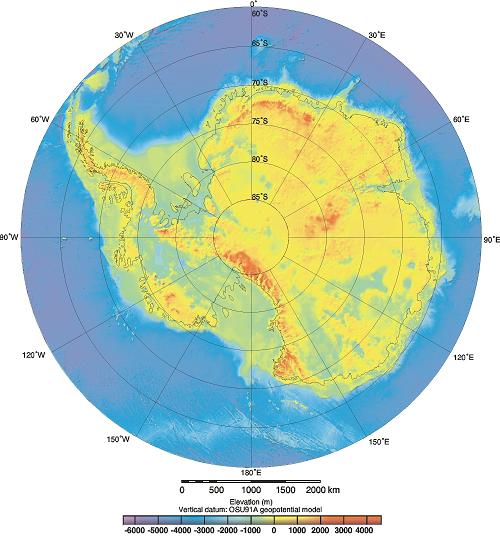 0˚
60˚S
30˚W
30˚E
65˚S
70˚S
60˚W
60˚E
75˚S
80˚S
85˚S
90˚W
90˚E
120˚W
120˚E
150˚W
150˚E
180˚E
0 500 1000 1500 2000 km
Elevation (m)
Vertical datum: OSU91A geopotential model
-6000 -5000 -4000 -3000 -2000 -1000 0 1000 2000 3000 4000